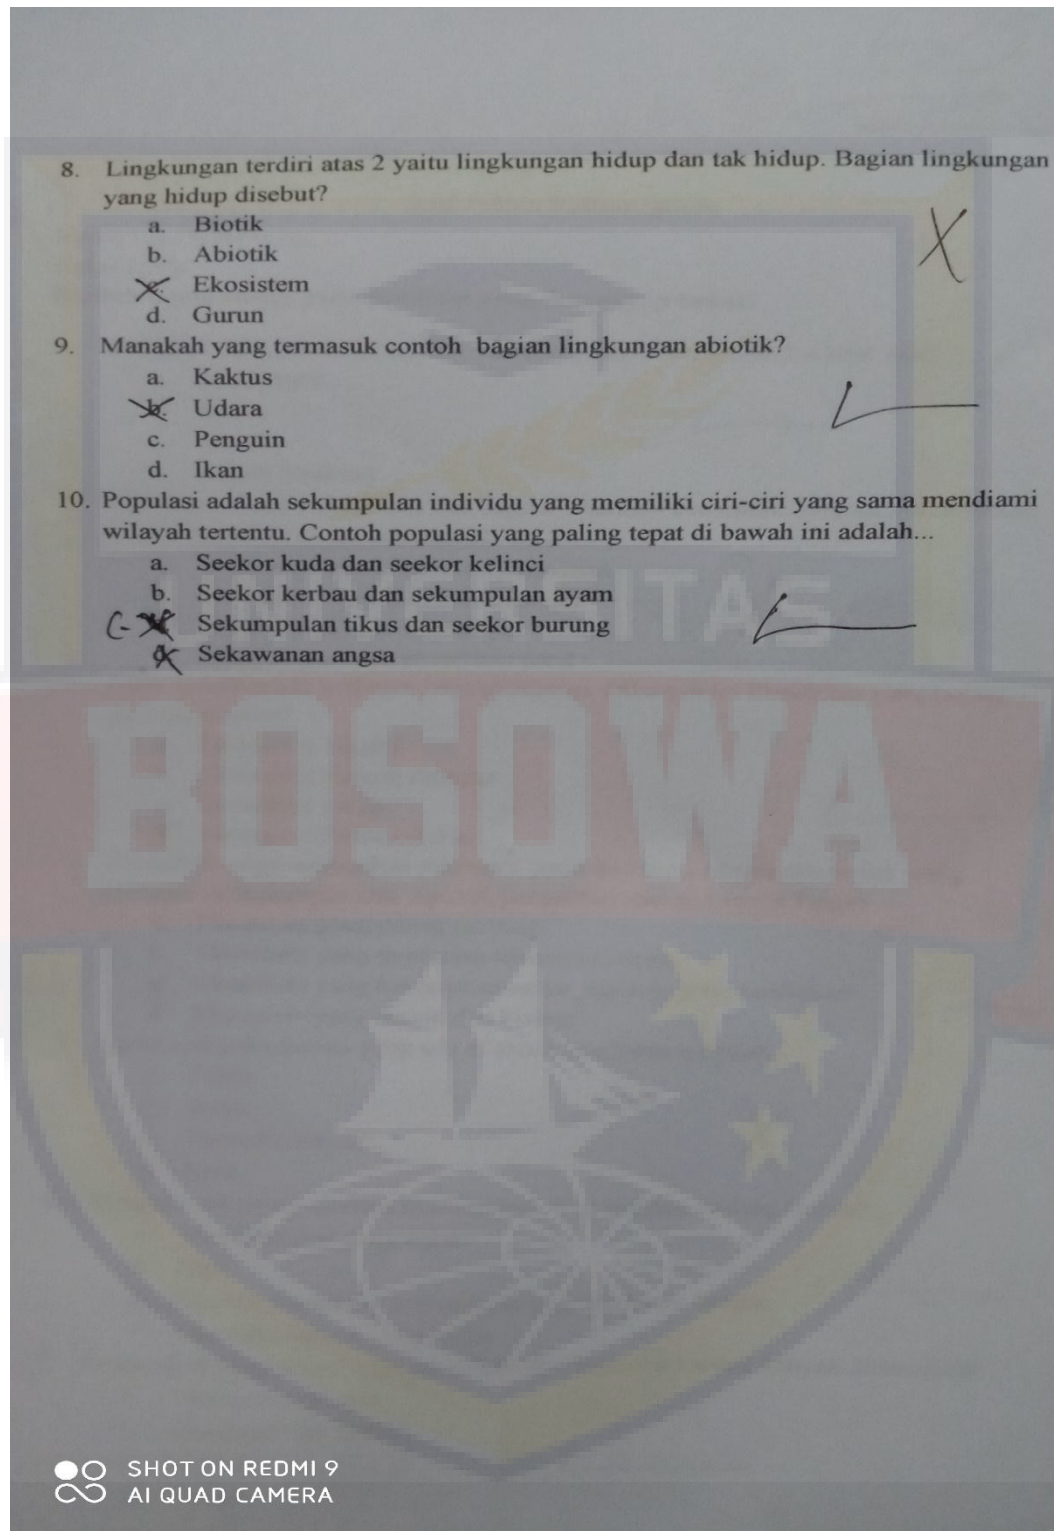 8. Lingkungan terdiri atas 2 yaitu lingkungan hidup dan tak hidup. Bagian lingkungan
yang hidup disebut?
a. Biotik
b. Abiotik
c. Ekosistem
d. Gurun
9. Manakah yang termasuk contoh bagian lingkungan abiotik?
a. Kaktus
b. Udara
c. Penguin
d. Ikan
10. Populasi adalah sekumpulan individu yang memiliki ciri-ciri yang sama mendiami
wilayah tertentu. Contoh populasi yang paling tepat di bawah ini adalah...
a. Seekor kuda dan seekor kelinci
b. Seekor kerbau dan sekumpulan ayam
c. Sekumpulan tikus dan seekor burung
d. Sekawanan angsa
UNIVERSITAS
BOSOWA
SHOT ON REDMI 9
AI QUAD CAMERA